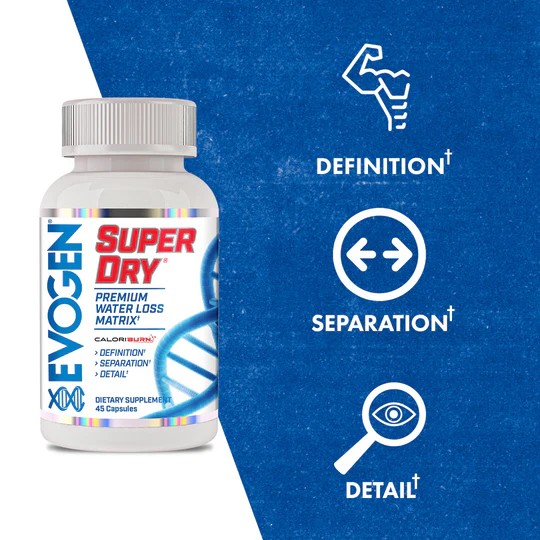 EVOGEN®
SUPER
DRY®
PREMIUM
WATER LOSS
MATRIX†
CALORIBURN
> DEFINITION†
> SEPARATION†
> DETAIL†
DIETARY SUPPLEMENT
45 Capsules
DEFINITION†
SEPARATION†
DETAIL†